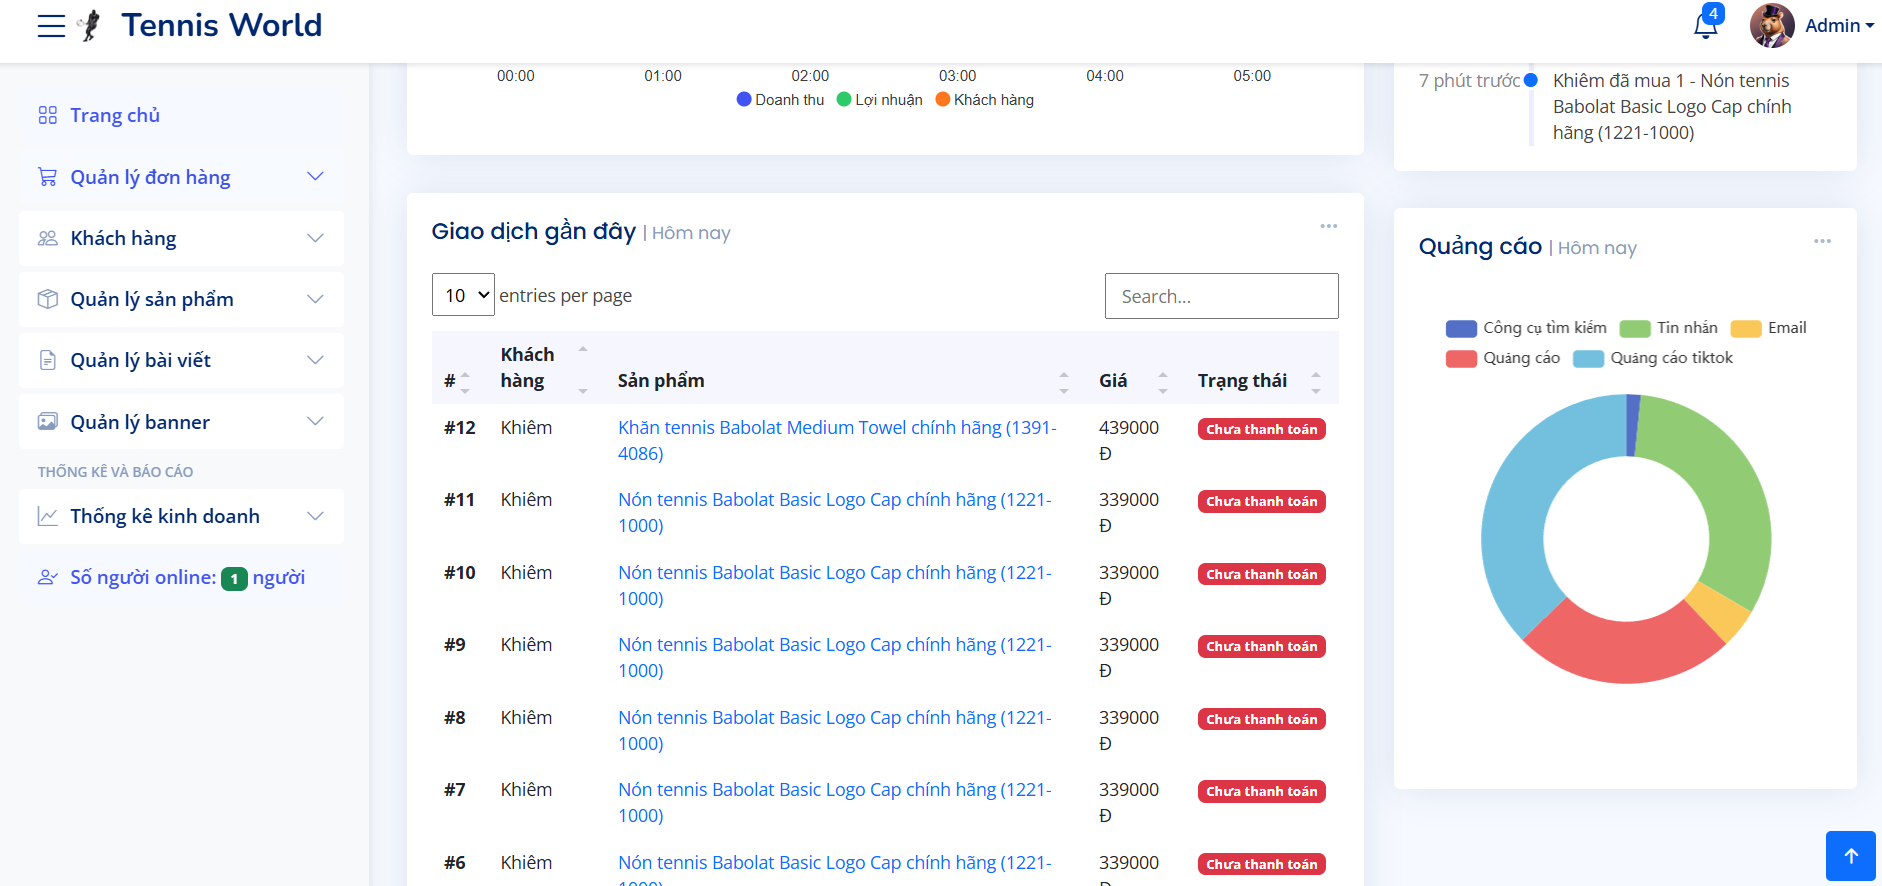 Tennis World
4
Admin
Trang chủ
Quản lý đơn hàng
Khách hàng
Quản lý sản phẩm
Quản lý bài viết
Quản lý banner
THỐNG KÊ VÀ BÁO CÁO
Thống kê kinh doanh
Số người online: 1 người
00:00 01:00 02:00 03:00 04:00 05:00
Doanh thu Lợi nhuận Khách hàng
7 phút trước
Khiêm đã mua 1 - Nón tennis
Babolat Basic Logo Cap chính
hãng (1221-1000)
Giao dịch gần đây | Hôm nay
10 entries per page
Search...
# Khách hàng Sản phẩm Giá Trạng thái
#12 Khiêm Khăn tennis Babolat Medium Towel chính hãng (1391- 439000 Chưa thanh toán
4086) Đ
#11 Khiêm Nón tennis Babolat Basic Logo Cap chính hãng (1221- 339000 Chưa thanh toán
1000) Đ
#10 Khiêm Nón tennis Babolat Basic Logo Cap chính hãng (1221- 339000 Chưa thanh toán
1000) Đ
#9 Khiêm Nón tennis Babolat Basic Logo Cap chính hãng (1221- 339000 Chưa thanh toán
1000) Đ
#8 Khiêm Nón tennis Babolat Basic Logo Cap chính hãng (1221- 339000 Chưa thanh toán
1000) Đ
#7 Khiêm Nón tennis Babolat Basic Logo Cap chính hãng (1221- 339000 Chưa thanh toán
1000) Đ
#6 Khiêm Nón tennis Babolat Basic Logo Cap chính hãng (1221- 339000 Chưa thanh toán
Quảng cáo | Hôm nay
Công cụ tìm kiếm Tin nhắn Email
Quảng cáo Quảng cáo tiktok